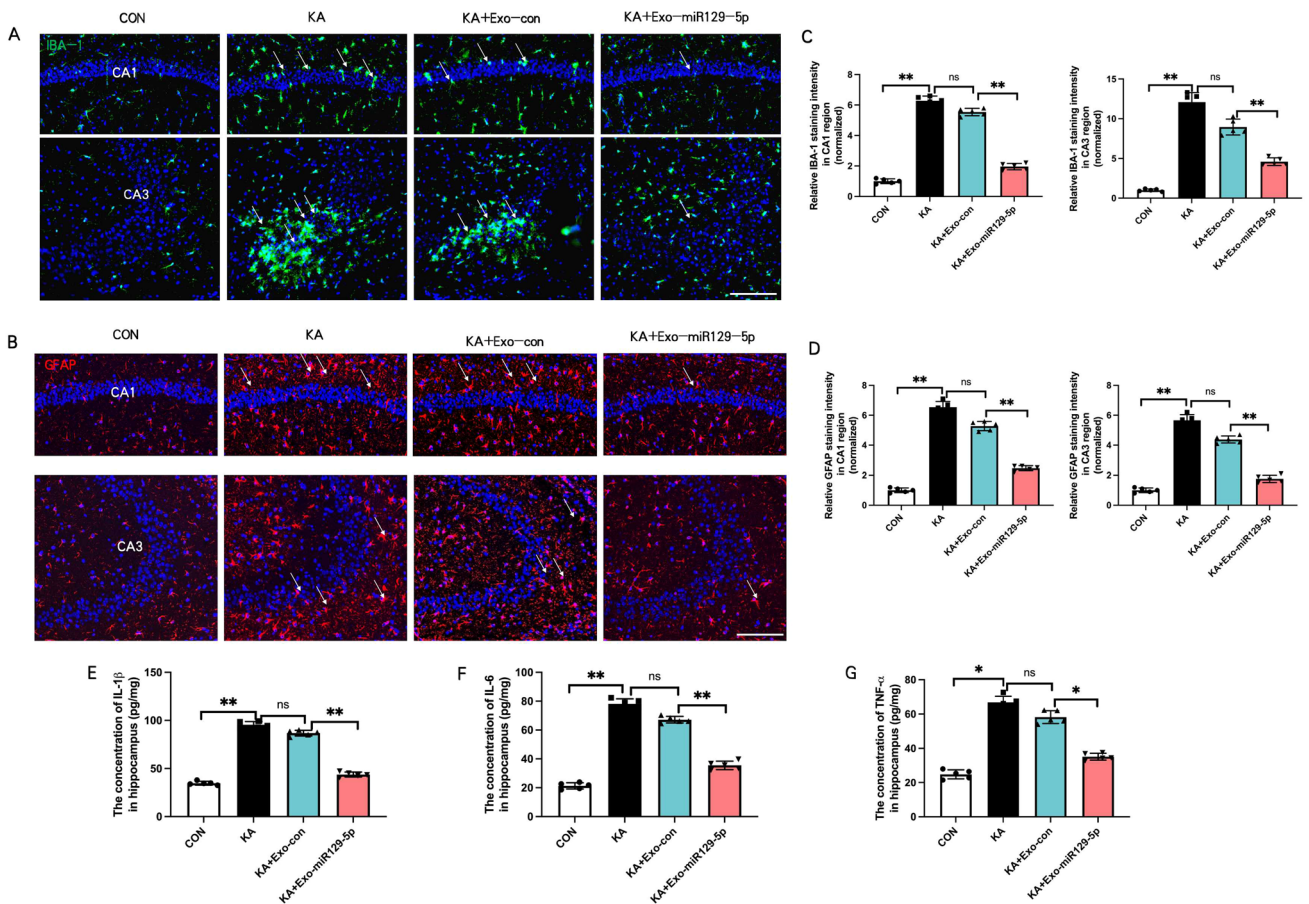 A
CON
KA
KA+Exo-con
KA+Exo-miR129-5p
IBA-1
CA1
CA3
B
CON
KA
KA+Exo-con
KA+Exo-miR129-5p
GFAP
CA1
CA3
C
Relative IBA-1 staining intensity
in CA1 region
(normalized)
8
6
4
2
0
**
ns
**
CON
KA
KA+Exo-con
KA+Exo-miR129-5p
Relative IBA-1 staining intensity
in CA3 region
(normalized)
15
10
5
0
**
ns
**
CON
KA
KA+Exo-con
KA+Exo-miR129-5p
D
Relative GFAP staining intensity
in CA1 region
(normalized)
8
6
4
2
0
**
ns
**
CON
KA
KA+Exo-con
KA+Exo-miR129-5p
Relative GFAP staining intensity
in CA3 region
(normalized)
8
6
4
2
0
**
ns
**
CON
KA
KA+Exo-con
KA+Exo-miR129-5p
E
The concentration of IL-1β
in hippocampus (pg/mg)
150
100
50
0
**
ns
**
CON
KA
KA+Exo-con
KA+Exo-miR129-5p
F
The concentration of IL-6
in hippocampus (pg/mg)
100
80
60
40
20
0
**
ns
**
CON
KA
KA+Exo-con
KA+Exo-miR129-5p
G
The concentration of TNF-α
in hippocampus (pg/mg)
80
60
40
20
0
*
ns
*
CON
KA
KA+Exo-con
KA+Exo-miR129-5p